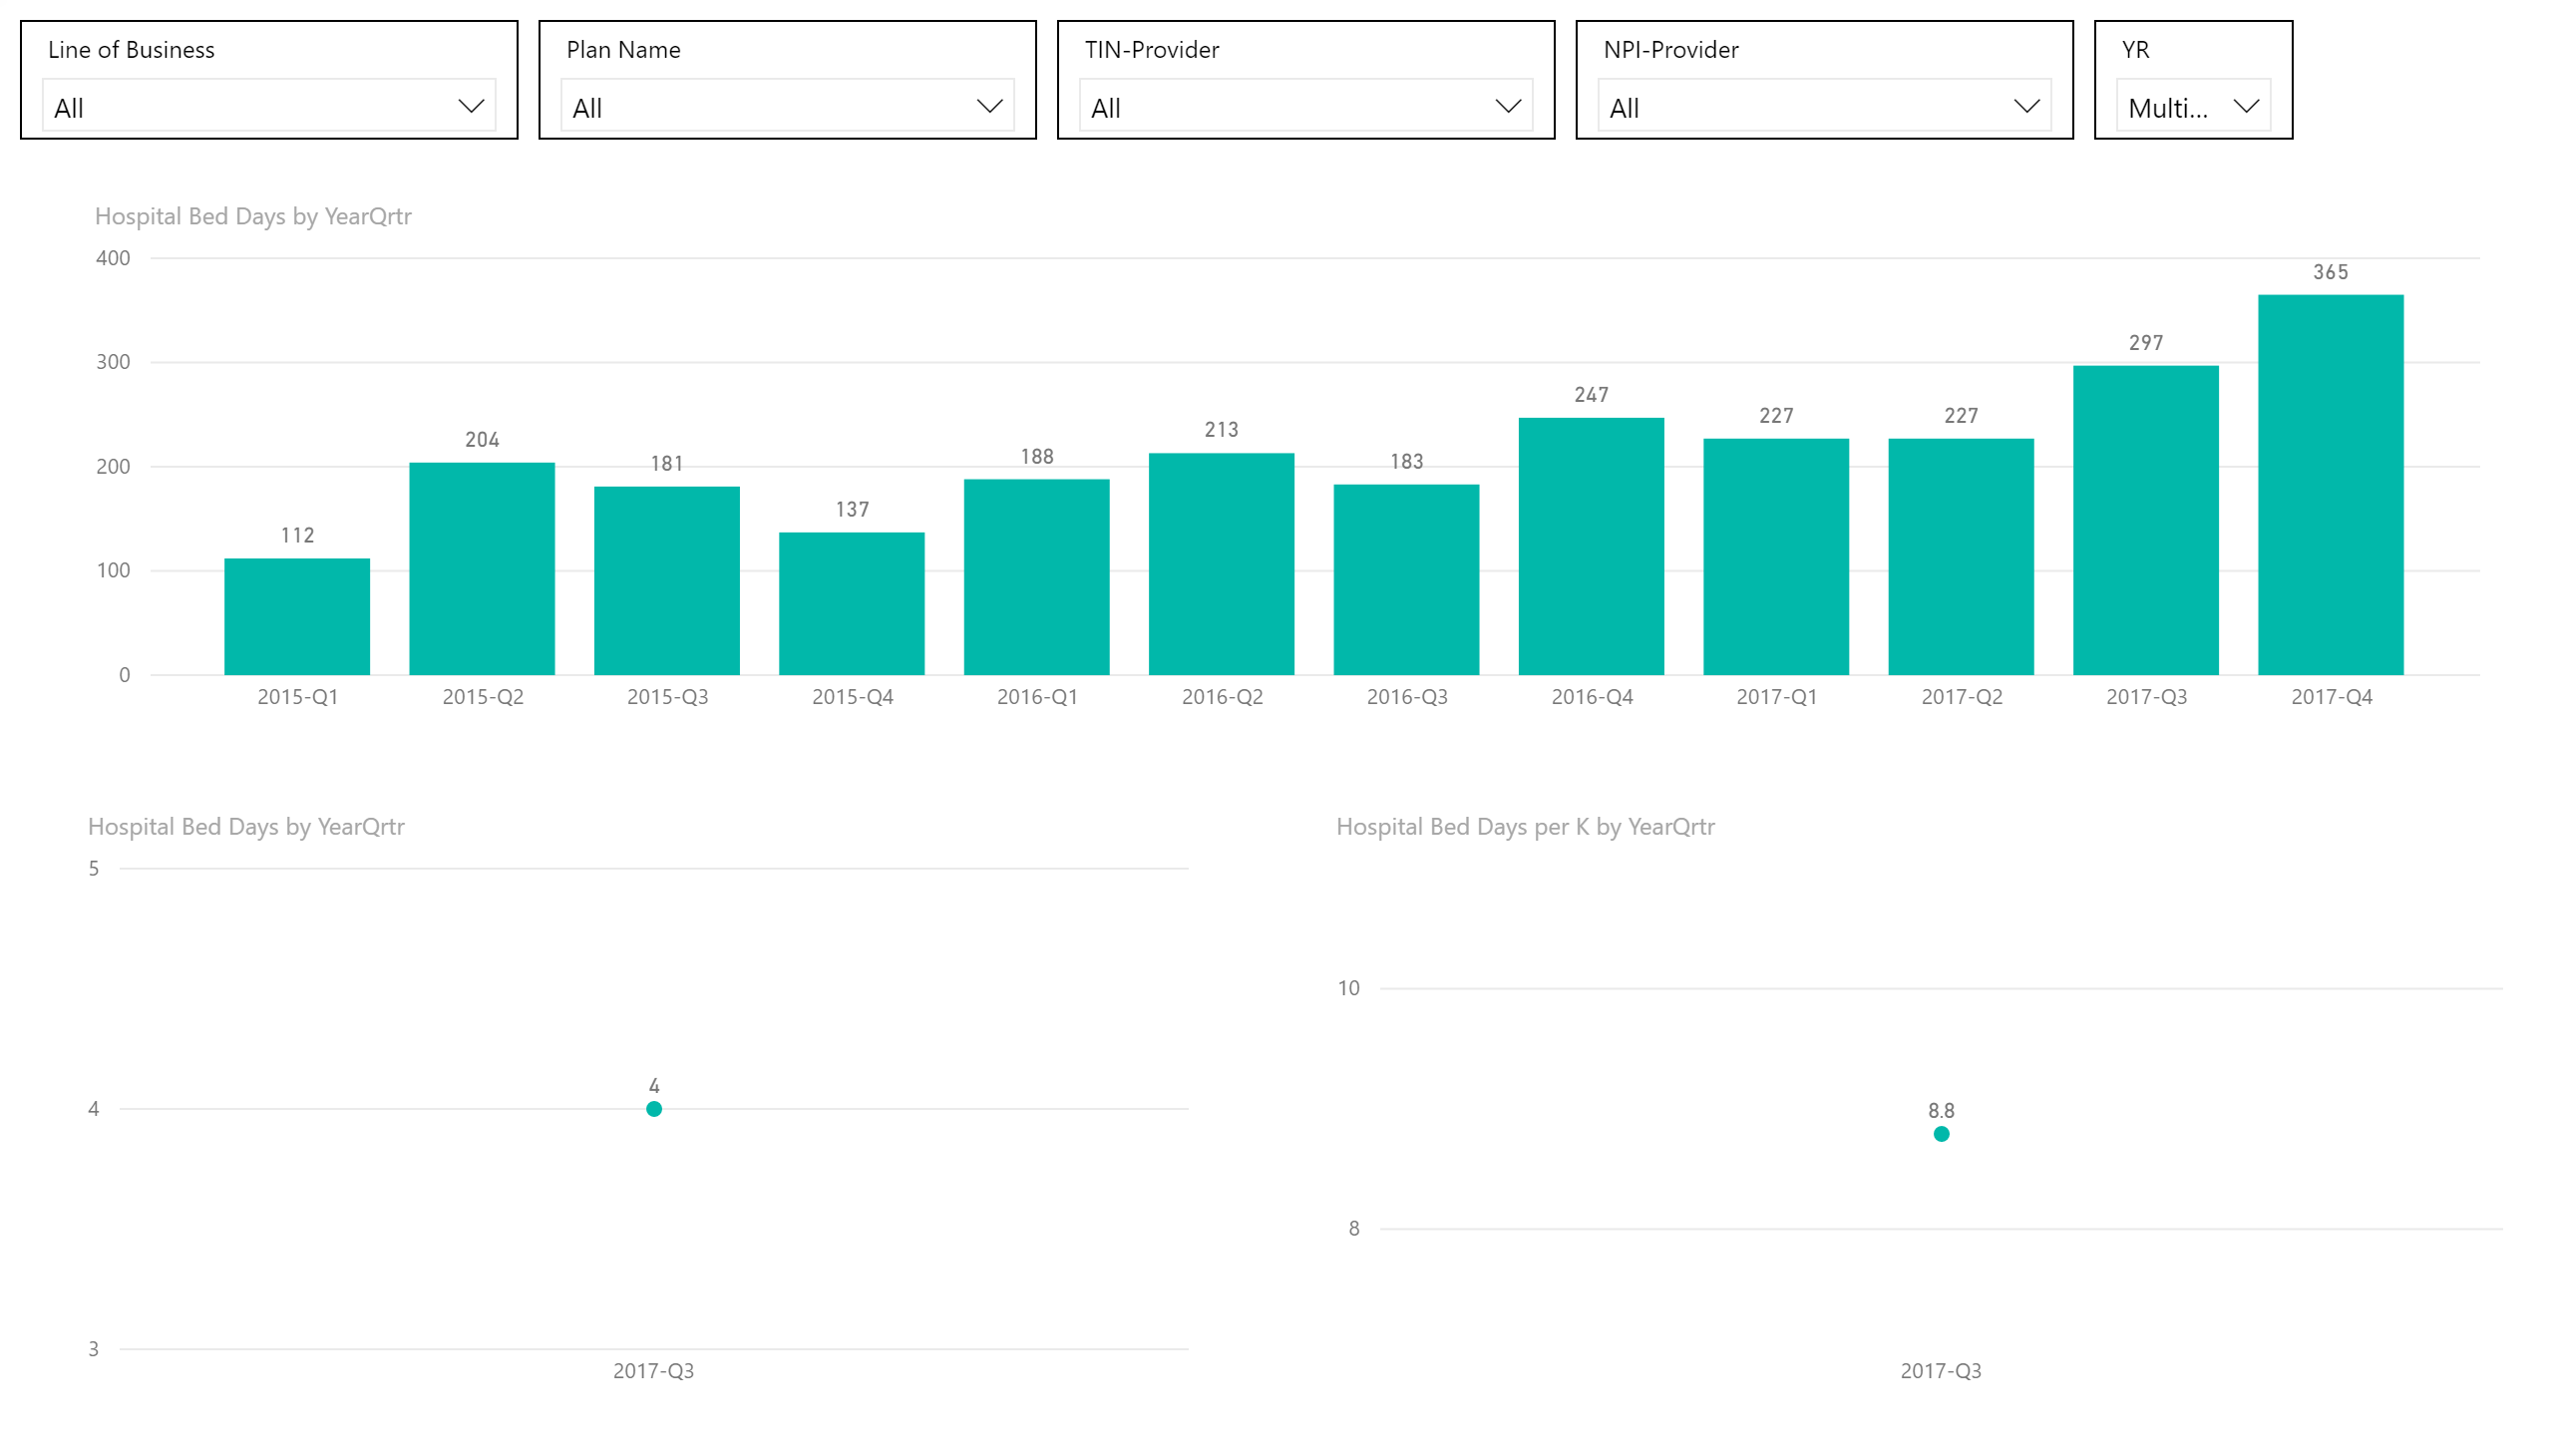 Line of Business
All
Plan Name
All
TIN-Provider
All
NPI-Provider
All
YR
Multi...
Hospital Bed Days by YearQrtr
400
300
200
100
0
112
204
181
137
188
213
183
247
227
227
297
365
2015-Q1
2015-Q2
2015-Q3
2015-Q4
2016-Q1
2016-Q2
2016-Q3
2016-Q4
2017-Q1
2017-Q2
2017-Q3
2017-Q4
Hospital Bed Days by YearQrtr
5
4
3
4
2017-Q3
Hospital Bed Days per K by YearQrtr
10
8
8.8
2017-Q3